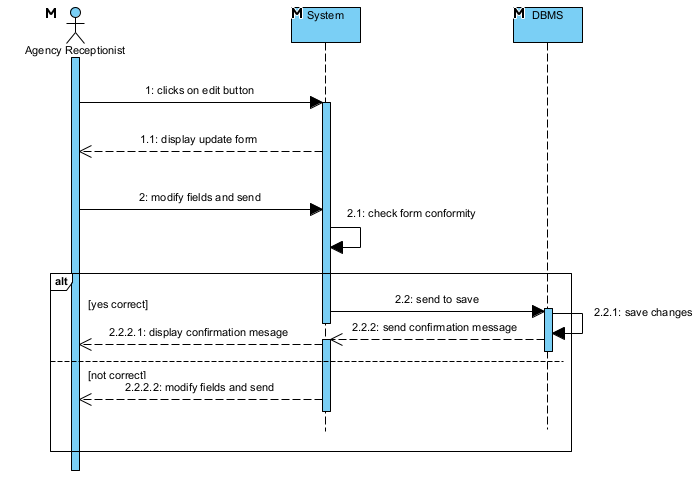 M
M System
M DBMS
Agency Receptionist
1: clicks on edit button
1.1: display update form
2: modify fields and send
2.1: check form conformity
alt
[yes correct]
2.2: send to save
2.2.1: save changes
2.2.2: send confirmation message
2.2.2.1: display confirmation mesage
[not correct]
2.2.2.2: modify fields and send